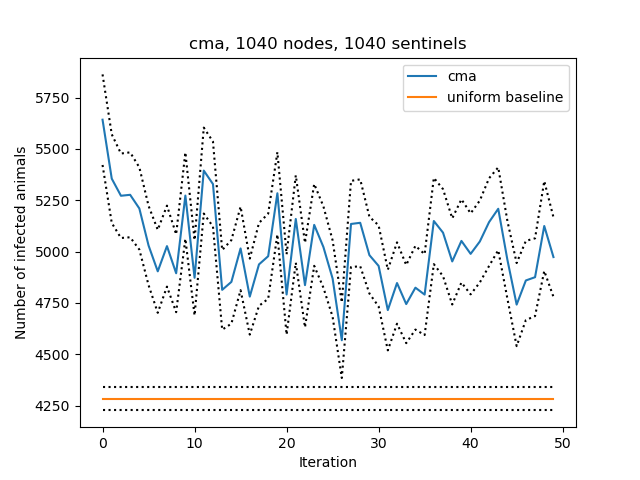 cma, 1040 nodes, 1040 sentinels
cma
uniform baseline
Number of infected animals
5750
5500
5250
5000
4750
4500
4250
0 10 20 30 40 50
Iteration